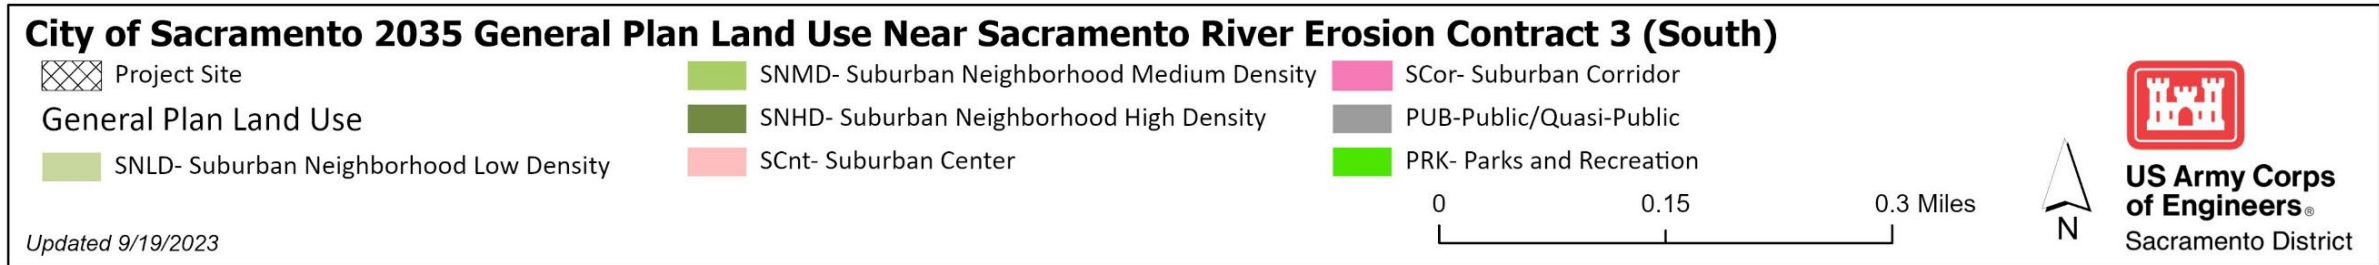 City of Sacramento 2035 General Plan Land Use Near Sacramento River Erosion Contract 3 (South)
Project Site
General Plan Land Use
SNLD- Suburban Neighborhood Low Density
SNMD- Suburban Neighborhood Medium Density
SNHD- Suburban Neighborhood High Density
SCnt- Suburban Center
SCor- Suburban Corridor
PUB-Public/Quasi-Public
PRK- Parks and Recreation
0 0.15 0.3 Miles
N
US Army Corps
of Engineers®
Sacramento District
Updated 9/19/2023